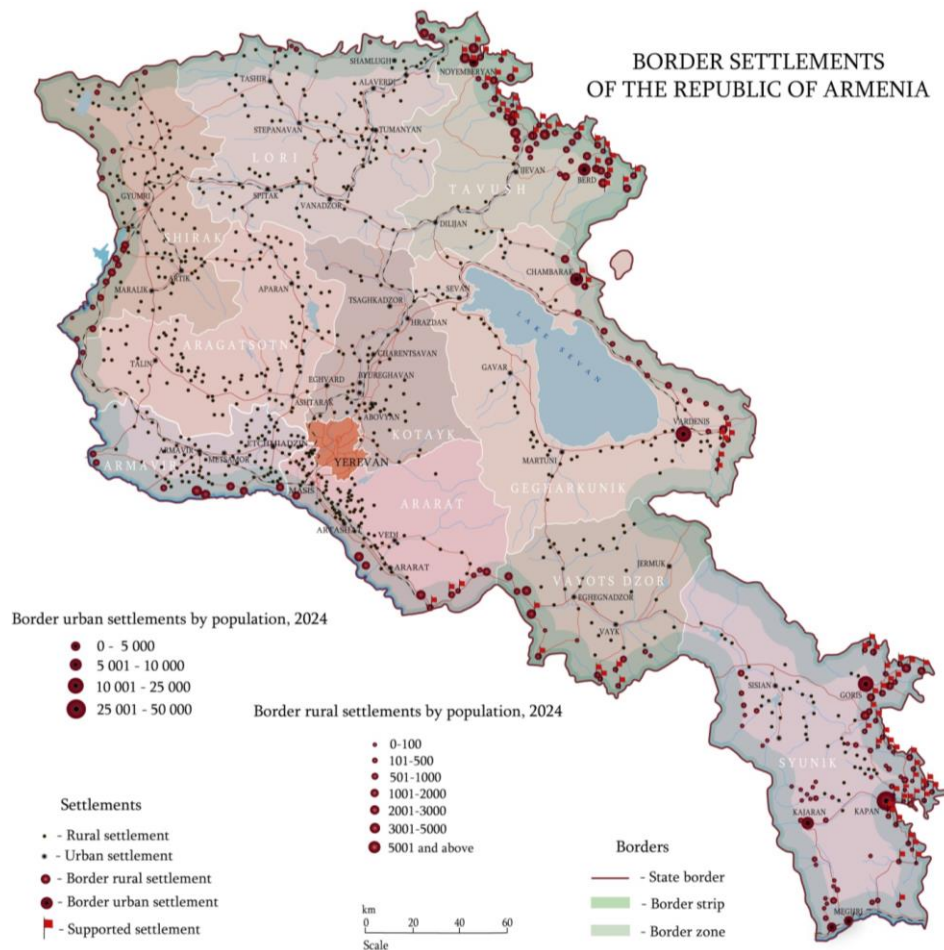 BORDER SETTLEMENTS
OF THE REPUBLIC OF ARMENIA
SHAMLUGH
NOYEMBERYAN
TASHIR
ALAVERDI
STEPANAVAN
TUMANYAN
LORI
IJEVAN
BERD
TAVUSH
GYUMRI
SPITAK
VANADZOR
DILIJAN
SHIRAK
CHAMBARAK
ARTIK
MARALIK
APARAN
TSAGHKADZOR
SEVAN
HRAZDAN
LAKE SEVAN
ARAGATSOTN
CHARENTSAVAN
TALIN
GAVAR
EGHVARD
BYUREGHAVAN
ASHTARAK
ABOVYAN
VARDENIS
ETCHMIADZIN
KOTAYK
ARMAVIR
METSAMOR
YEREVAN
ARMAVIR
MARTUNI
MASIS
GEGHARKUNIK
ARARAT
ARTASHAT
VEDI
ARARAT
JERMUK
VAYOTS DZOR
EGHEGNADZOR
VAYK
SISIAN
GORIS
SYUNIK
KAJARAN
KAPAN
MEGHRI
Border urban settlements by population, 2024
0 - 5 000
5 001 - 10 000
10 001 - 25 000
25 001 - 50 000
Border rural settlements by population, 2024
0-100
101-500
501-1000
1001-2000
2001-3000
3001-5000
5001 and above
Settlements
- Rural settlement
- Urban settlement
- Border rural settlement
- Border urban settlement
- Supported settlement
km
0 20 40 60
Scale
Borders
- State border
- Border strip
- Border zone